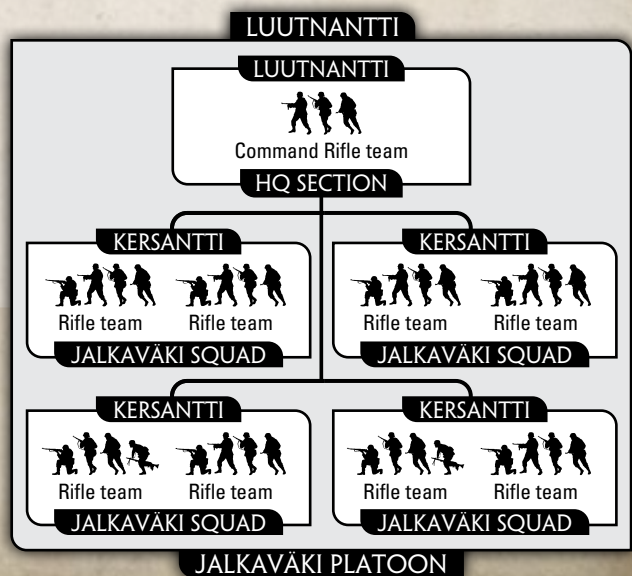 LUUTNANTTI
LUUTNANTTI
Command Rifle team
HQ SECTION
KERSANTTI KERSANTTI
Rifle team Rifle team Rifle team Rifle team
JALKAVÄKI SQUAD JALKAVÄKI SQUAD
KERSANTTI KERSANTTI
Rifle team Rifle team Rifle team Rifle team
JALKAVÄKI SQUAD JALKAVÄKI SQUAD
JALKAVÄKI PLATOON